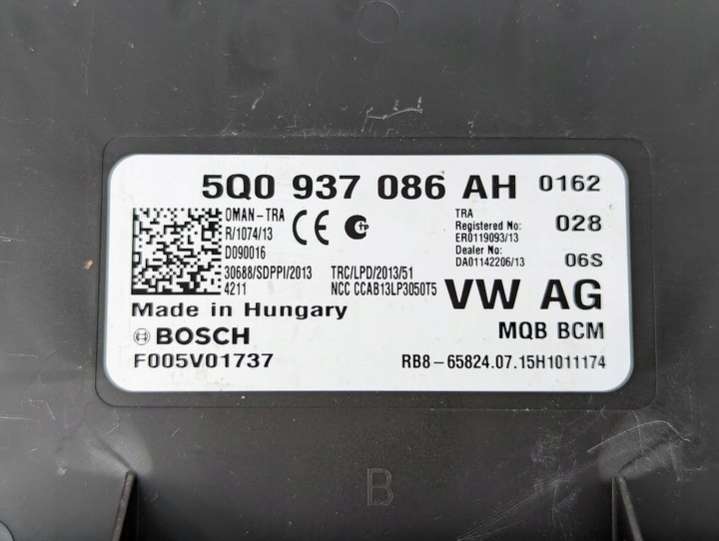 5Q0 937 086 AH 0162
OMAN-TRA
R/1074/13
D090016
30688/SDPPI/2013
4211
CE
TRC/LPD/2013/51
NCC CCAB13LP3050T5
TRA
Registered No:
ER0119093/13
Dealer No:
DA01142206/13
028
06S
Made in Hungary
VW AG
BOSCH
MQB BCM
F005V01737
RB8-65824.07.15H1011174
B